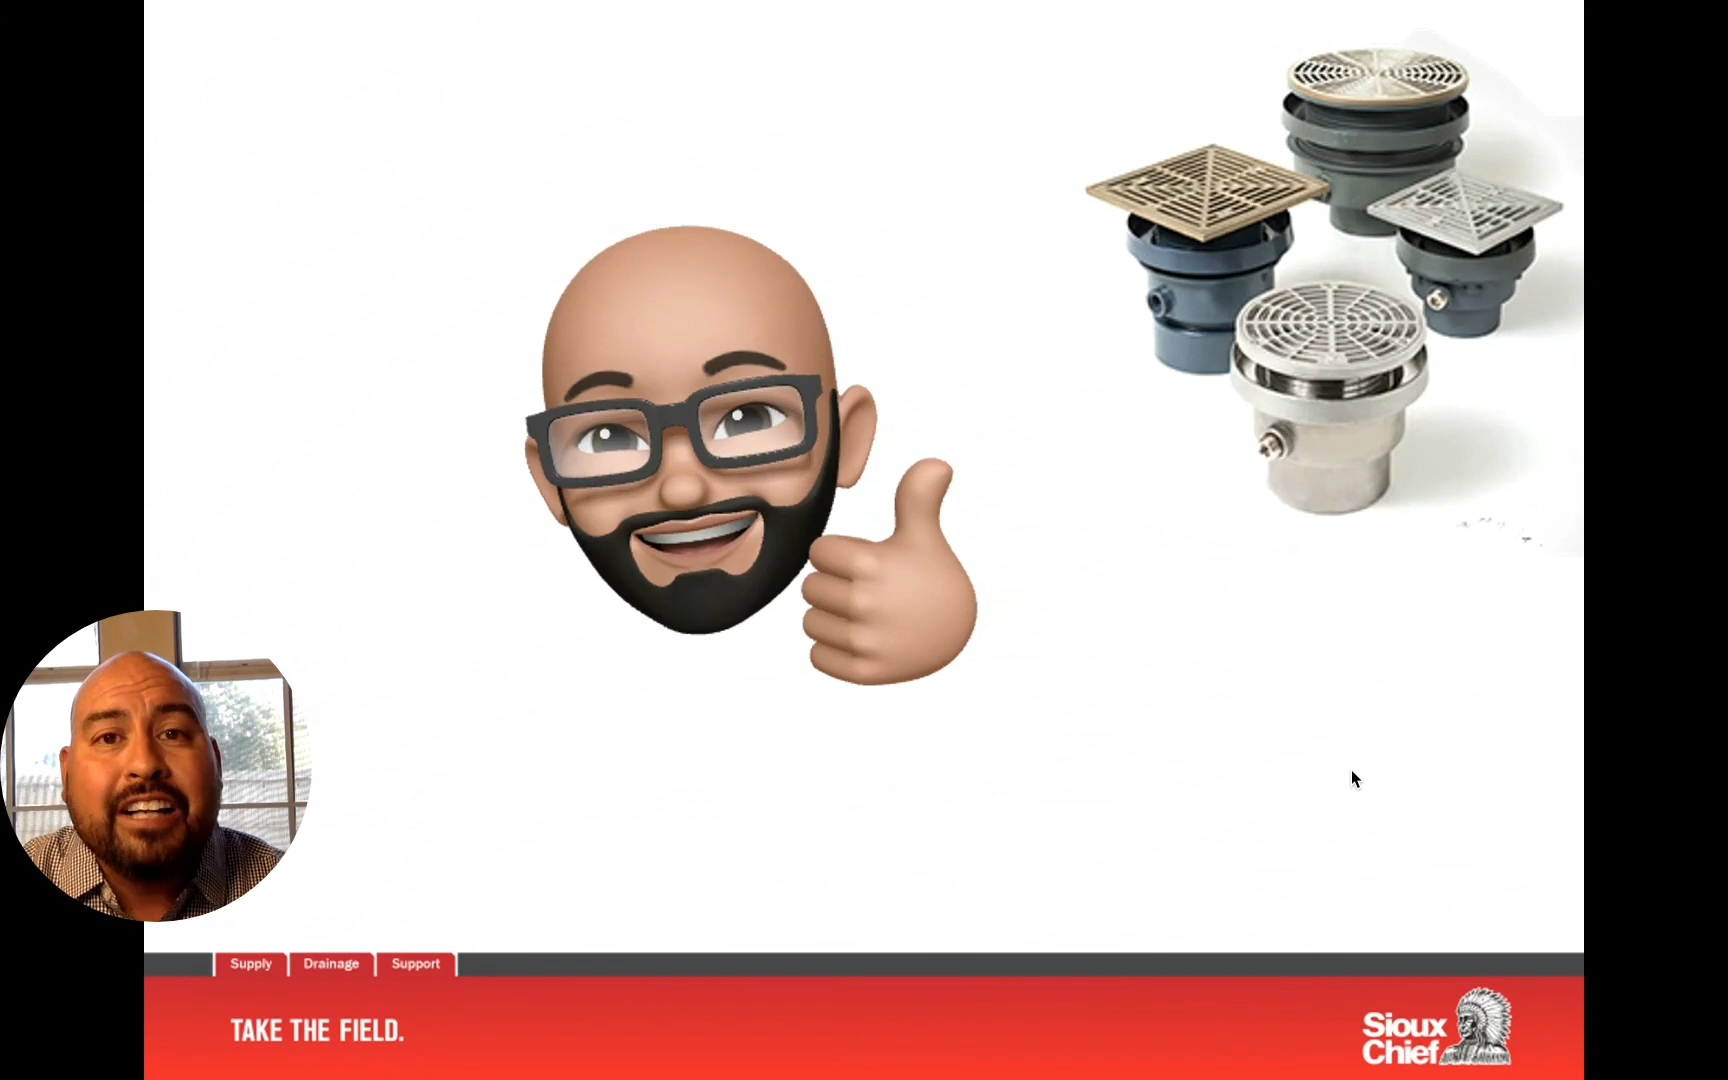 Supply
Drainage
Support
TAKE THE FIELD.
Sioux
Chief